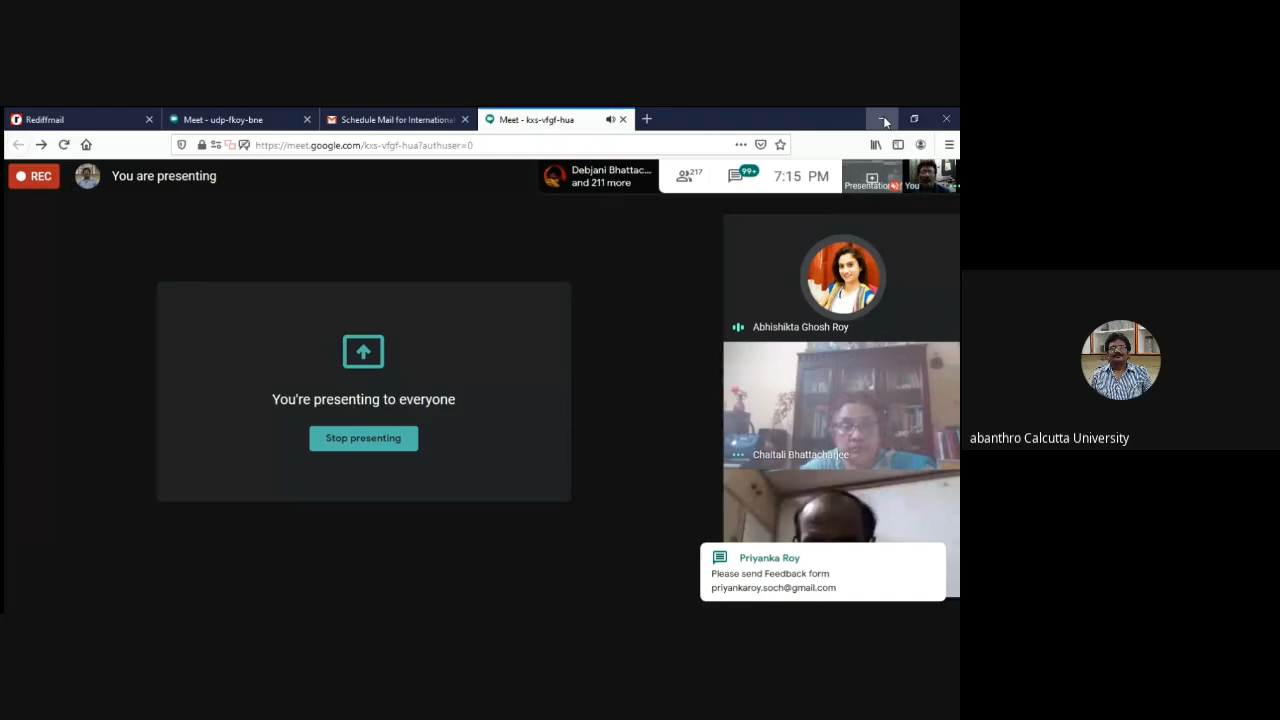 Rediffmail
Meet - udp-fkoy-bne
Schedule Mail for International
Meet - kxs-vfgf-hua
https://meet.google.com/kxs-vfgf-hua?authuser=0
REC
You are presenting
Debjani Bhattac...
and 211 more
217
99+
7:15 PM
Presentation
You
Abhishikta Ghosh Roy
You're presenting to everyone
Stop presenting
Chaitali Bhattacharjee
abanthro Calcutta University
Priyanka Roy
Please send Feedback form
priyankaroy.soch@gmail.com